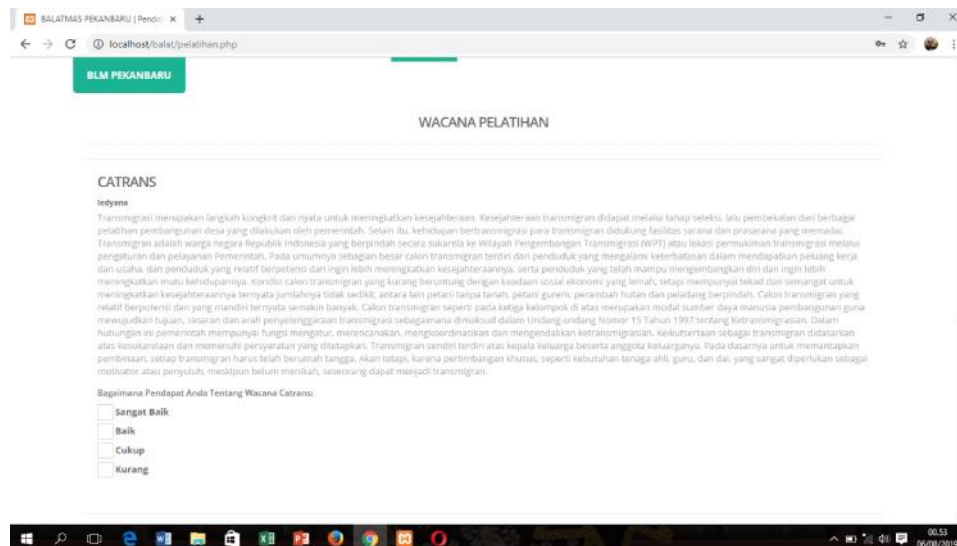 BALATMAS PEKANBARU | Pendaf
localhost/balat/pelatihan.php
BLM PEKANBARU
WACANA PELATIHAN
CATRANS
ledyana
Transmigrasi merupakan langkah kongkrit dan nyata untuk meningkatkan kesejahteraan. Kesejahteraan transmigran didapat melalui tahap seleksi, lalu pembekalan dari berbagai
pelatihan pembangunan desa yang dilakukan oleh pemerintah. Selain itu, kehidupan bertransmigrasi para transmigran didukung fasilitas sarana dan prasarana yang memadai.
Transmigran adalah warga negara Republik Indonesia yang berpindah secara sukarela ke Wilayah Pengembangan Transmigrasi (WPT) atau lokasi permukiman transmigrasi melalui
pengaturan dan pelayanan Pemerintah. Pada umumnya sebagian besar calon transmigran terdiri dari penduduk yang mengalami keterbatasan dalam mendapatkan peluang kerja
dan usaha, dan penduduk yang relatif berpotensi dan ingin lebih meningkatkan kesejahteraannya, serta penduduk yang telah mampu mengembangkan diri dan ingin lebih
meningkatkan mutu kehidupannya. Kondisi calon transmigran yang kurang beruntung dengan keadaan sosial ekonomi yang lemah, tetapi mempunyai tekad dan semangat untuk
meningkatkan kesejahteraannya ternyata jumlahnya tidak sedikit, antara lain petani tanpa tanah, petani gurem, perambah hutan dan peladang berpindah. Calon transmigran yang
relatif berpotensi dan yang mandiri ternyata semakin banyak. Calon transmigran seperti pada ketiga kelompok di atas merupakan modal sumber daya manusia pembangunan guna
mewujudkan tujuan, sasaran dan arah penyelenggaraan transmigrasi sebagaimana dimaksud dalam Undang-undang Nomor 15 Tahun 1997 tentang Ketransmigrasian. Dalam
hubungan ini pemerintah mempunyai fungsi mengatur, merencanakan, mengkoordinasikan dan mengendalikan ketransmigrasian. Keikutsertaan sebagai transmigran didasarkan
atas kesukarelaan dan memenuhi persyaratan yang ditetapkan. Transmigran sendiri terdiri atas kepala keluarga beserta anggota keluarganya. Pada dasarnya untuk memantapkan
pembinaan, setiap transmigran harus telah berumah tangga. Akan tetapi, karena pertimbangan khusus, seperti kebutuhan tenaga ahli, guru, dan dai, yang sangat diperlukan sebagai
motivator atau penyuluh, meskipun belum menikah, seseorang dapat menjadi transmigran.
Bagaimana Pendapat Anda Tentang Wacana Catrans:
Sangat Baik
Baik
Cukup
Kurang
00.53
06/08/2019